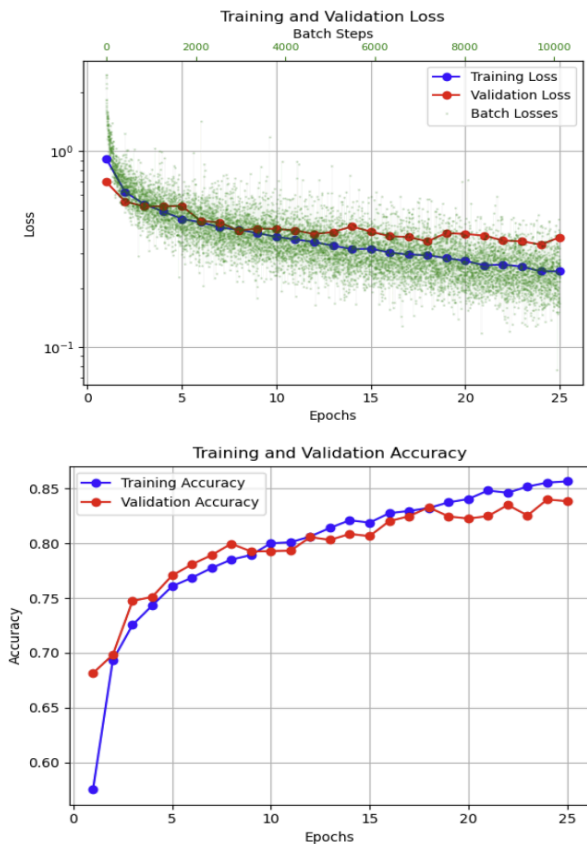 Training and Validation Loss
Batch Steps
0 2000 4000 6000 8000 10000
Training Loss
Validation Loss
Batch Losses
10⁰
10⁻¹
Loss
0 5 10 15 20 25
Epochs
Training and Validation Accuracy
Training Accuracy
Validation Accuracy
0.85
0.80
0.75
0.70
0.65
0.60
Accuracy
0 5 10 15 20 25
Epochs